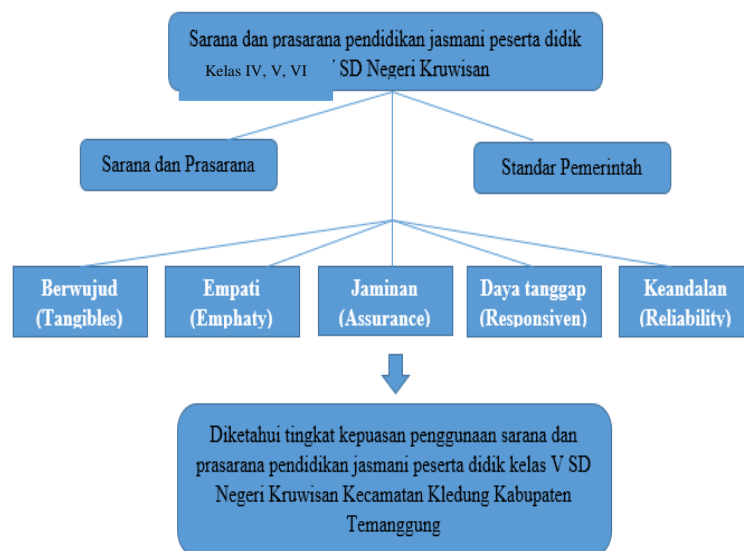 Sarana dan prasarana pendidikan jasmani peserta didik
Kelas IV, V, VI SD Negeri Kruwisan
Sarana dan Prasarana
Standar Pemerintah
Berwujud
(Tangibles)
Empati
(Emphaty)
Jaminan
(Assurance)
Daya tanggap
(Responsiven)
Keandalan
(Reliability)
Diketahui tingkat kepuasan penggunaan sarana dan
prasarana pendidikan jasmani peserta didik kelas V SD
Negeri Kruwisan Kecamatan Kledung Kabupaten
Temanggung